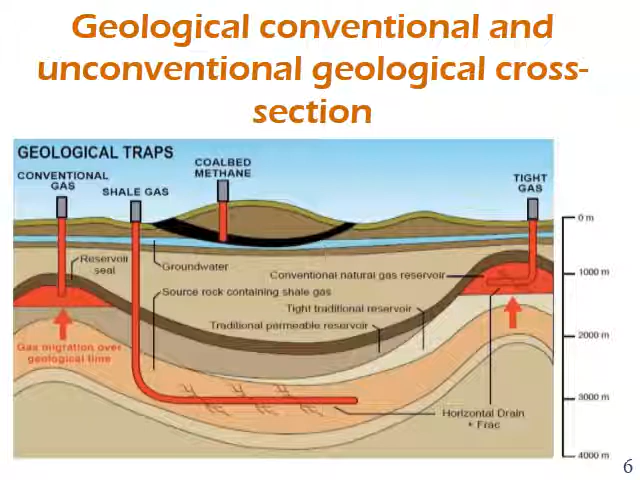 Geological conventional and
unconventional geological cross-
section
GEOLOGICAL TRAPS
CONVENTIONAL
GAS
SHALE GAS
COALBED
METHANE
TIGHT
GAS
0 m
Reservoil
seal
Groundwater
Conventional natural gas reservoir
1000 m
Source rock containing shale gas
Tight traditional reservoir
Traditional permeable reservoir
2000 m
Gas migration over
geological time
3000 m
Horizontal Drain
+ Frac
4000 m
6